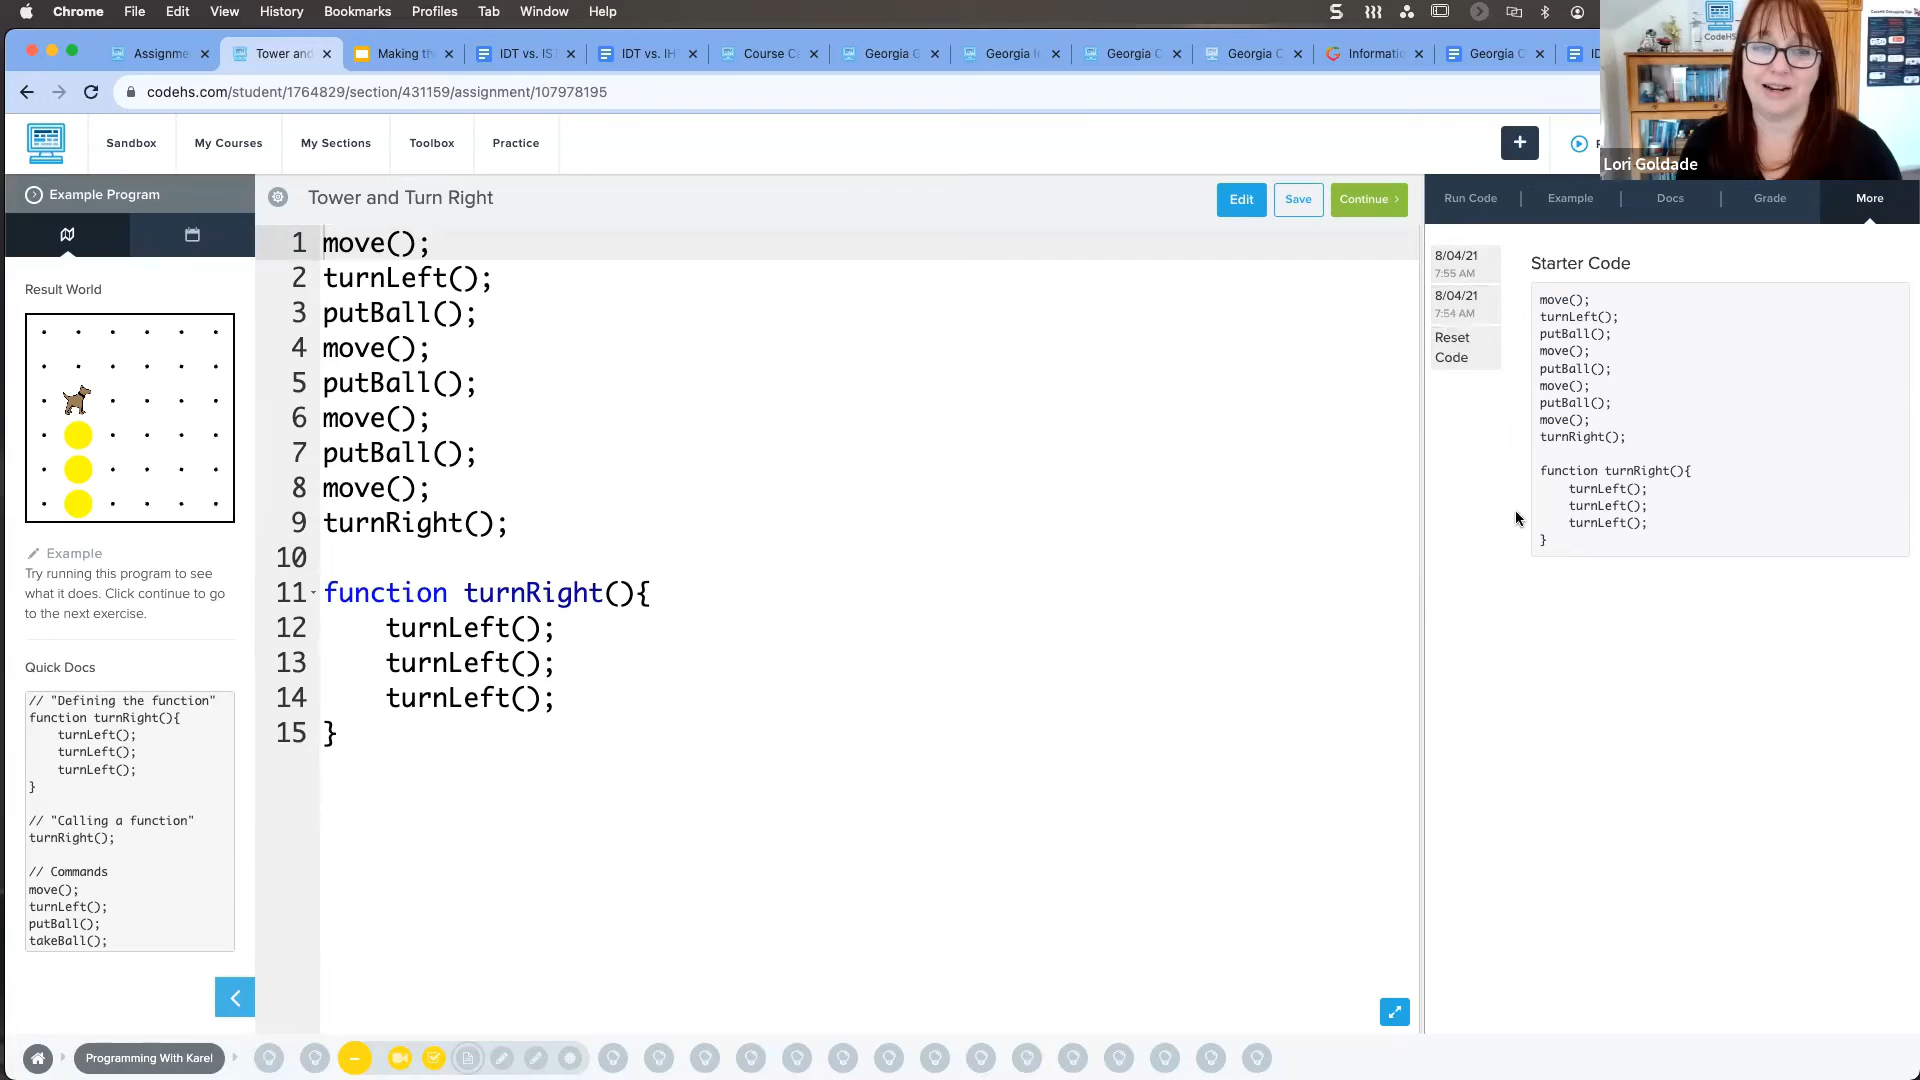 Chrome File Edit View History Bookmarks Profiles Tab Window Help
Assignme Tower and Making th IDT vs. IS IDT vs. IH Course C Georgia G Georgia Georgia C Georgia C Informatio Georgia C
codehs.com/student/1764829/section/431159/assignment/107978195
Sandbox My Courses My Sections Toolbox Practice
+
Lori Goldade
Example Program
Tower and Turn Right
Edit Save Continue
Run Code Example Docs Grade More
Result World
Example
Try running this program to see
what it does. Click continue to go
to the next exercise.
Quick Docs
// "Defining the function"
function turnRight(){
    turnLeft();
    turnLeft();
    turnLeft();
}
// "Calling a function"
turnRight();
// Commands
move();
turnLeft();
putBall();
takeBall();
1 move();
2 turnLeft();
3 putBall();
4 move();
5 putBall();
6 move();
7 putBall();
8 move();
9 turnRight();
10
11 function turnRight(){
12     turnLeft();
13     turnLeft();
14     turnLeft();
15 }
8/04/21
7:55 AM
8/04/21
7:54 AM
Reset
Code
Starter Code
move();
turnLeft();
putBall();
move();
putBall();
move();
putBall();
move();
turnRight();
function turnRight(){
    turnLeft();
    turnLeft();
    turnLeft();
}
Programming With Karel